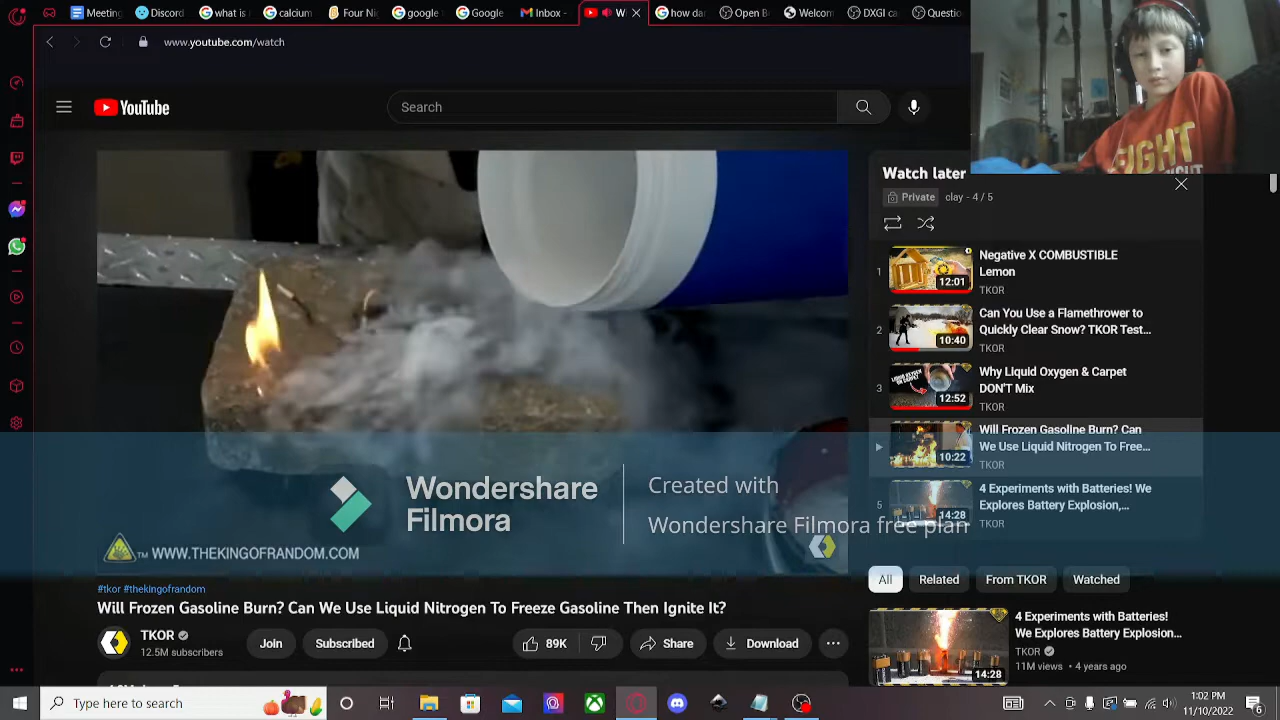 Meeting
Discord
what is
calcium
Four Ni
google
Google
Inbox -
W
how da
Open B
Welcom
DXGI ca
Questio
www.youtube.com/watch
YouTube
Search
FIGHT
Watch later
Private
clay - 4 / 5
1
Negative X COMBUSTIBLE
Lemon
12:01
TKOR
2
Can You Use a Flamethrower to
Quickly Clear Snow? TKOR Test...
10:40
TKOR
3
Why Liquid Oxygen & Carpet
DON'T Mix
12:52
TKOR
Will Frozen Gasoline Burn? Can
We Use Liquid Nitrogen To Free...
10:22
TKOR
5
4 Experiments with Batteries! We
Explores Battery Explosion,...
14:28
TKOR
Wondershare
Filmora
Created with
Wondershare Filmora free plan
TM WWW.THEKINGOFRANDOM.COM
#tkor #thekingofrandom
Will Frozen Gasoline Burn? Can We Use Liquid Nitrogen To Freeze Gasoline Then Ignite It?
TKOR
12.5M subscribers
Join
Subscribed
89K
Share
Download
All
Related
From TKOR
Watched
4 Experiments with Batteries!
We Explores Battery Explosion...
TKOR
11M views • 4 years ago
14:28
Type here to search
1:02 PM
11/10/2022
6